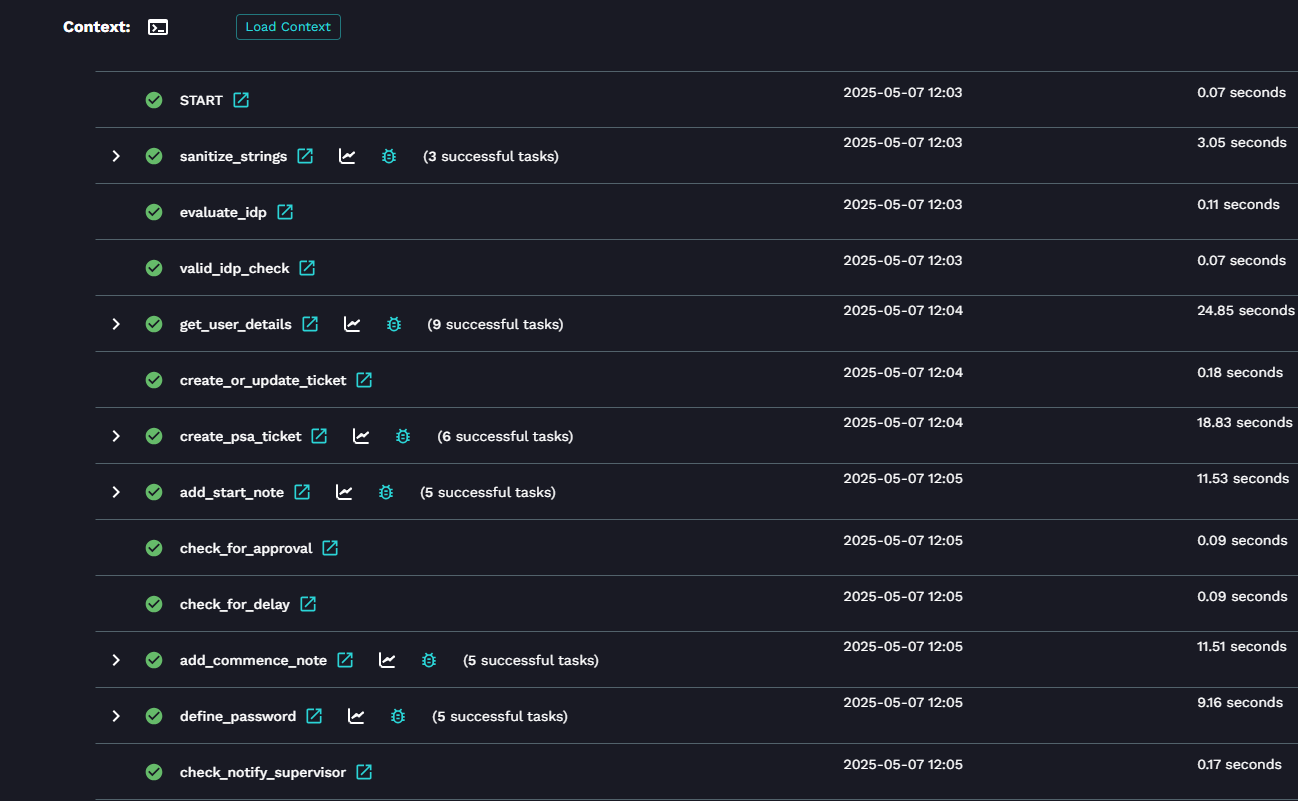 Context: Load Context
START 2025-05-07 12:03 0.07 seconds
sanitize_strings (3 successful tasks) 2025-05-07 12:03 3.05 seconds
evaluate_idp 2025-05-07 12:03 0.11 seconds
valid_idp_check 2025-05-07 12:03 0.07 seconds
get_user_details (9 successful tasks) 2025-05-07 12:04 24.85 seconds
create_or_update_ticket 2025-05-07 12:04 0.18 seconds
create_psa_ticket (6 successful tasks) 2025-05-07 12:04 18.83 seconds
add_start_note (5 successful tasks) 2025-05-07 12:05 11.53 seconds
check_for_approval 2025-05-07 12:05 0.09 seconds
check_for_delay 2025-05-07 12:05 0.09 seconds
add_commence_note (5 successful tasks) 2025-05-07 12:05 11.51 seconds
define_password (5 successful tasks) 2025-05-07 12:05 9.16 seconds
check_notify_supervisor 2025-05-07 12:05 0.17 seconds